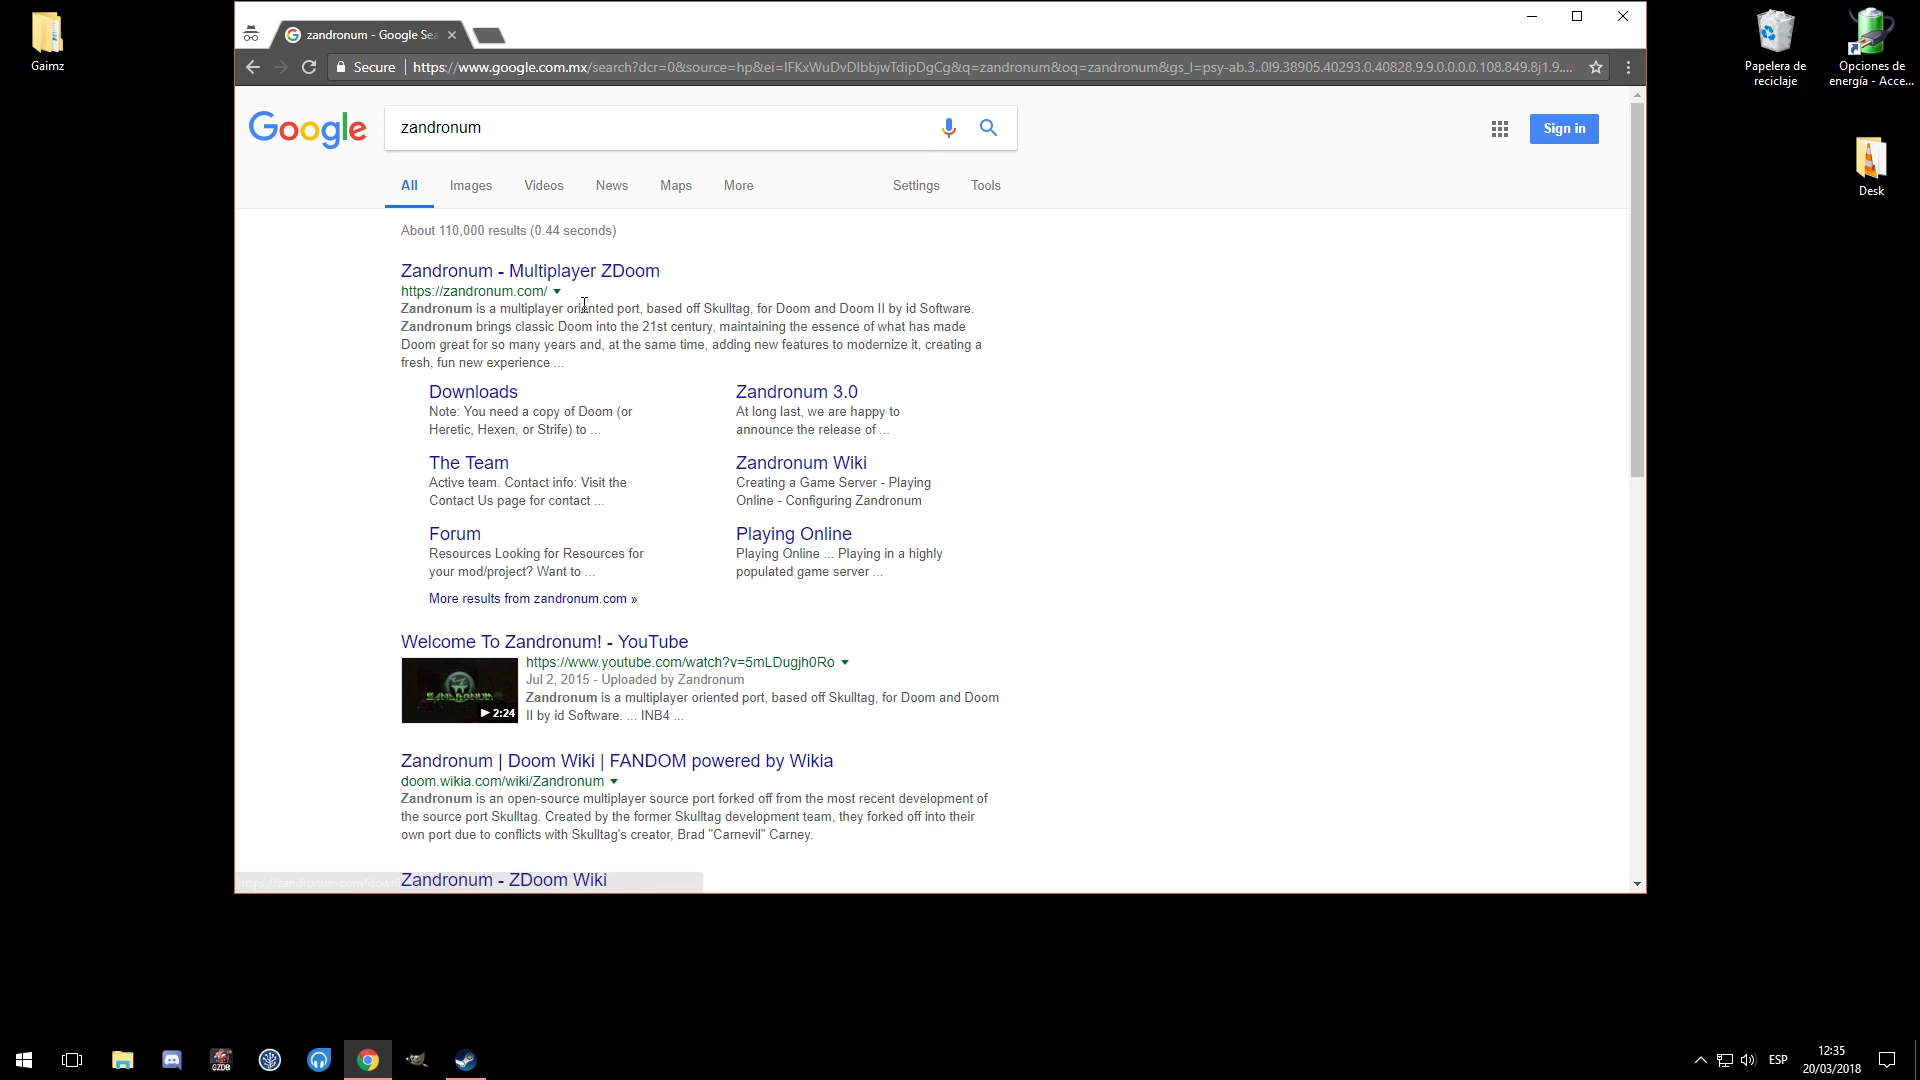 Gaimz
zandronum - Google Sea
Secure
https://www.google.com.mx/search?dcr=0&source=hp&ei=IFKxWuDvDIbbjwTdipDgCg&q=zandronum&oq=zandronum&gs_l=psy-ab.3..0l9.38905.40293.0.40828.9.9.0.0.0.0.108.849.8j1.9....
Papelera de
reciclaje
Opciones de
energía - Acce...
Desk
Google
zandronum
Sign in
All Images Videos News Maps More Settings Tools
About 110,000 results (0.44 seconds)
Zandronum - Multiplayer ZDoom
https://zandronum.com/
Zandronum is a multiplayer oriented port, based off Skulltag, for Doom and Doom II by id Software.
Zandronum brings classic Doom into the 21st century, maintaining the essence of what has made
Doom great for so many years and, at the same time, adding new features to modernize it, creating a
fresh, fun new experience ...
Downloads
Note: You need a copy of Doom (or
Heretic, Hexen, or Strife) to ...
Zandronum 3.0
At long last, we are happy to
announce the release of ...
The Team
Active team. Contact info: Visit the
Contact Us page for contact ...
Zandronum Wiki
Creating a Game Server - Playing
Online - Configuring Zandronum
Forum
Resources Looking for Resources for
your mod/project? Want to ...
Playing Online
Playing Online ... Playing in a highly
populated game server ...
More results from zandronum.com »
Welcome To Zandronum! - YouTube
https://www.youtube.com/watch?v=5mLDugjh0Ro
Jul 2, 2015 - Uploaded by Zandronum
Zandronum is a multiplayer oriented port, based off Skulltag, for Doom and Doom
II by id Software. ... INB4 ...
ZANDRONUM
2:24
Zandronum | Doom Wiki | FANDOM powered by Wikia
doom.wikia.com/wiki/Zandronum
Zandronum is an open-source multiplayer source port forked off from the most recent development of
the source port Skulltag. Created by the former Skulltag development team, they forked off into their
own port due to conflicts with Skulltag's creator, Brad "Carnevil" Carney.
Zandronum - ZDoom Wiki
https://zandronum.com/down
GZDB
ESP
12:35
20/03/2018